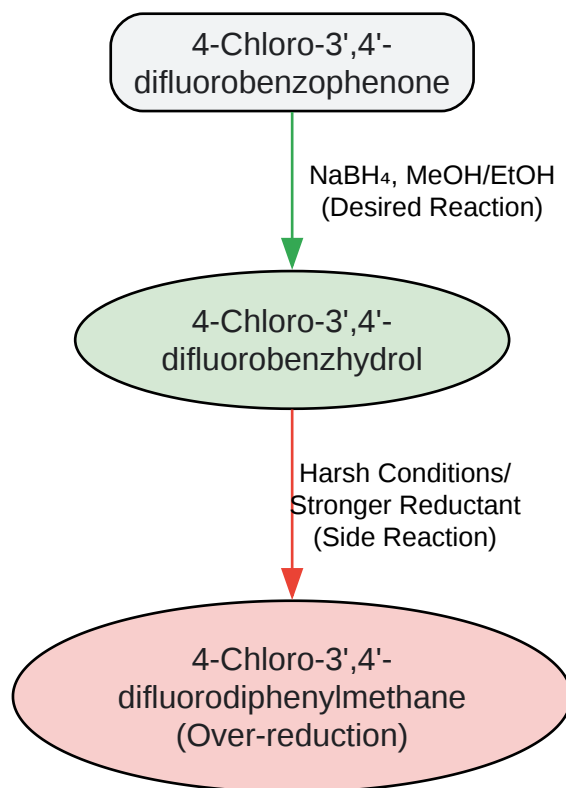 4-Chloro-3',4'-
difluorobenzophenone
NaBH₄, MeOH/EtOH
(Desired Reaction)
4-Chloro-3',4'-
difluorobenzhydrol
Harsh Conditions/
Stronger Reductant
(Side Reaction)
4-Chloro-3',4'-
difluorodiphenylmethane
(Over-reduction)